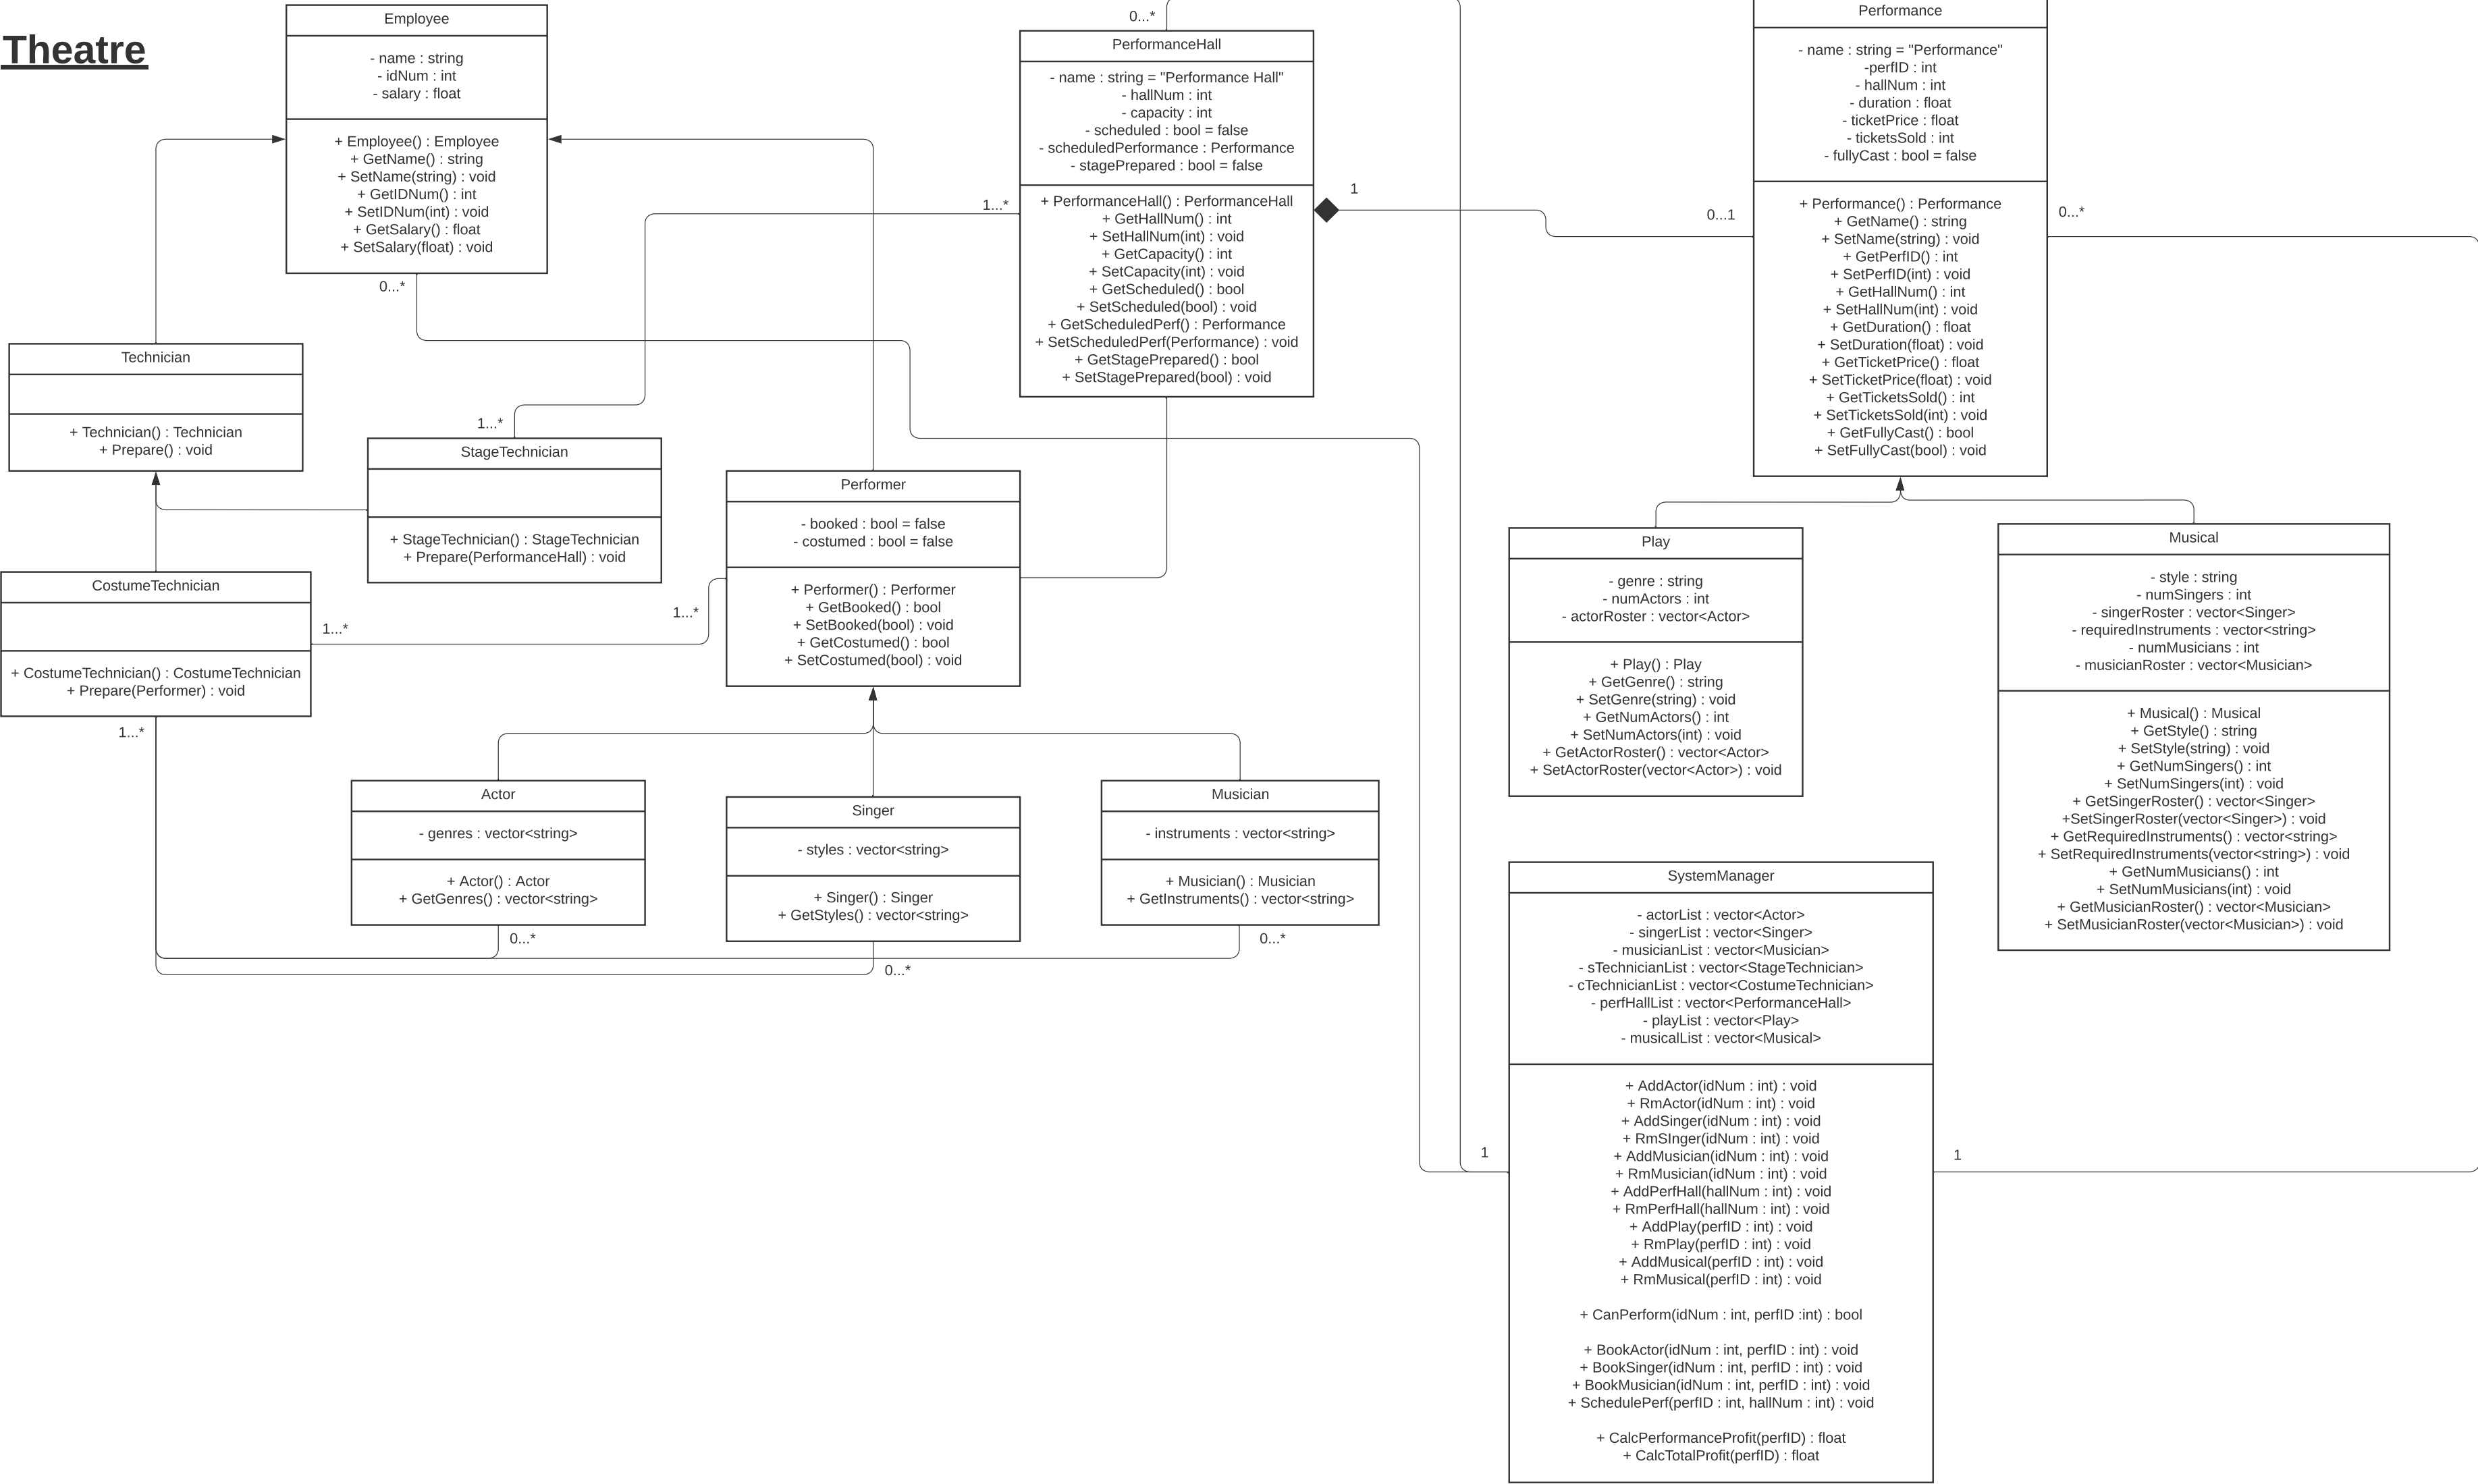 Theatre
Employee
- name : string
- idNum : int
- salary : float
+ Employee() : Employee
+ GetName() : string
+ SetName(string) : void
+ GetIDNum() : int
+ SetIDNum(int) : void
+ GetSalary() : float
+ SetSalary(float) : void
0...*
0...*
PerformanceHall
- name : string = "Performance Hall"
- hallNum : int
- capacity : int
- scheduled : bool = false
- scheduledPerformance : Performance
- stagePrepared : bool = false
+ PerformanceHall() : PerformanceHall
+ GetHallNum() : int
+ SetHallNum(int) : void
+ GetCapacity() : int
+ SetCapacity(int) : void
+ GetScheduled() : bool
+ SetScheduled(bool) : void
+ GetScheduledPerf() : Performance
+ SetScheduledPerf(Performance) : void
+ GetStagePrepared() : bool
+ SetStagePrepared(bool) : void
1...*
1
0...1
Performance
- name : string = "Performance"
-perfID : int
- hallNum : int
- duration : float
- ticketPrice : float
- ticketsSold : int
- fullyCast : bool = false
+ Performance() : Performance
+ GetName() : string
+ SetName(string) : void
+ GetPerfID() : int
+ SetPerfID(int) : void
+ GetHallNum() : int
+ SetHallNum(int) : void
+ GetDuration() : float
+ SetDuration(float) : void
+ GetTicketPrice() : float
+ SetTicketPrice(float) : void
+ GetTicketsSold() : int
+ SetTicketsSold(int) : void
+ GetFullyCast() : bool
+ SetFullyCast(bool) : void
0...*
Technician
+ Technician() : Technician
+ Prepare() : void
1...*
StageTechnician
+ StageTechnician() : StageTechnician
+ Prepare(PerformanceHall) : void
Performer
- booked : bool = false
- costumed : bool = false
+ Performer() : Performer
+ GetBooked() : bool
+ SetBooked(bool) : void
+ GetCostumed() : bool
+ SetCostumed(bool) : void
1...*
CostumeTechnician
+ CostumeTechnician() : CostumeTechnician
+ Prepare(Performer) : void
1...*
1...*
Play
- genre : string
- numActors : int
- actorRoster : vector<Actor>
+ Play() : Play
+ GetGenre() : string
+ SetGenre(string) : void
+ GetNumActors() : int
+ SetNumActors(int) : void
+ GetActorRoster() : vector<Actor>
+ SetActorRoster(vector<Actor>) : void
Musical
- style : string
- numSingers : int
- singerRoster : vector<Singer>
- requiredInstruments : vector<string>
- numMusicians : int
- musicianRoster : vector<Musician>
+ Musical() : Musical
+ GetStyle() : string
+ SetStyle(string) : void
+ GetNumSingers() : int
+ SetNumSingers(int) : void
+ GetSingerRoster() : vector<Singer>
+SetSingerRoster(vector<Singer>) : void
+ GetRequiredInstruments() : vector<string>
+ SetRequiredInstruments(vector<string>) : void
+ GetNumMusicians() : int
+ SetNumMusicians(int) : void
+ GetMusicianRoster() : vector<Musician>
+ SetMusicianRoster(vector<Musician>) : void
Actor
- genres : vector<string>
+ Actor() : Actor
+ GetGenres() : vector<string>
0...*
Singer
- styles : vector<string>
+ Singer() : Singer
+ GetStyles() : vector<string>
0...*
Musician
- instruments : vector<string>
+ Musician() : Musician
+ GetInstruments() : vector<string>
0...*
SystemManager
- actorList : vector<Actor>
- singerList : vector<Singer>
- musicianList : vector<Musician>
- sTechnicianList : vector<StageTechnician>
- cTechnicianList : vector<CostumeTechnician>
- perfHallList : vector<PerformanceHall>
- playList : vector<Play>
- musicalList : vector<Musical>
+ AddActor(idNum : int) : void
+ RmActor(idNum : int) : void
+ AddSinger(idNum : int) : void
+ RmSInger(idNum : int) : void
+ AddMusician(idNum : int) : void
+ RmMusician(idNum : int) : void
+ AddPerfHall(hallNum : int) : void
+ RmPerfHall(hallNum : int) : void
+ AddPlay(perfID : int) : void
+ RmPlay(perfID : int) : void
+ AddMusical(perfID : int) : void
+ RmMusical(perfID : int) : void
+ CanPerform(idNum : int, perfID :int) : bool
+ BookActor(idNum : int, perfID : int) : void
+ BookSinger(idNum : int, perfID : int) : void
+ BookMusician(idNum : int, perfID : int) : void
+ SchedulePerf(perfID : int, hallNum : int) : void
+ CalcPerformanceProfit(perfID) : float
+ CalcTotalProfit(perfID) : float
1
1